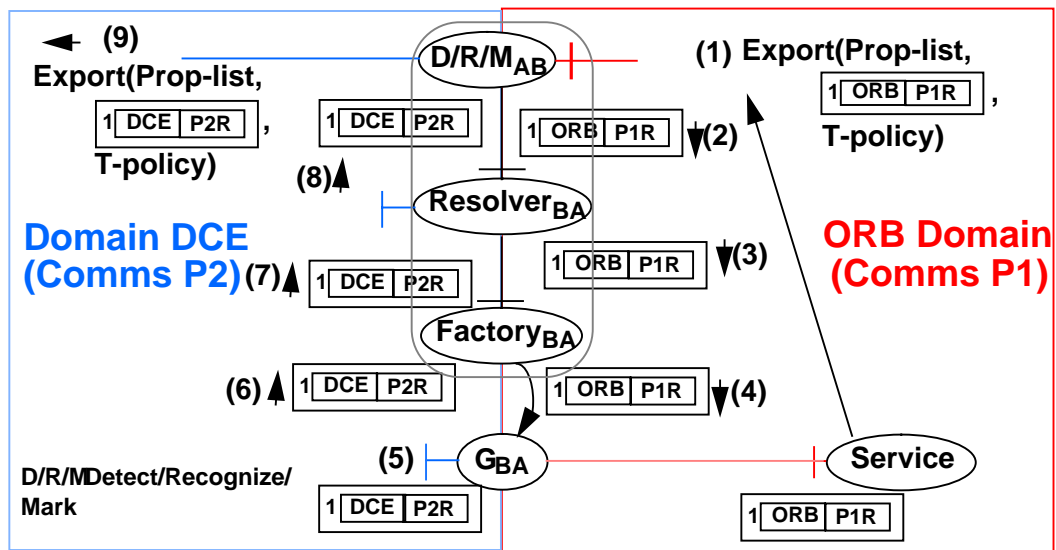 (9)
Export(Prop-list,
1 DCE P2R ,
T-policy)
D/R/MAB
(1) Export(Prop-list,
1 ORB P1R ,
T-policy)
1 DCE P2R
1 ORB P1R (2)
(8)
ResolverBA
Domain DCE
(Comms P2)
ORB Domain
(Comms P1)
(7) 1 DCE P2R
1 ORB P1R (3)
FactoryBA
(6) 1 DCE P2R
1 ORB P1R (4)
(5)
GBA
Service
1 DCE P2R
1 ORB P1R
D/R/MDetect/Recognize/
Mark